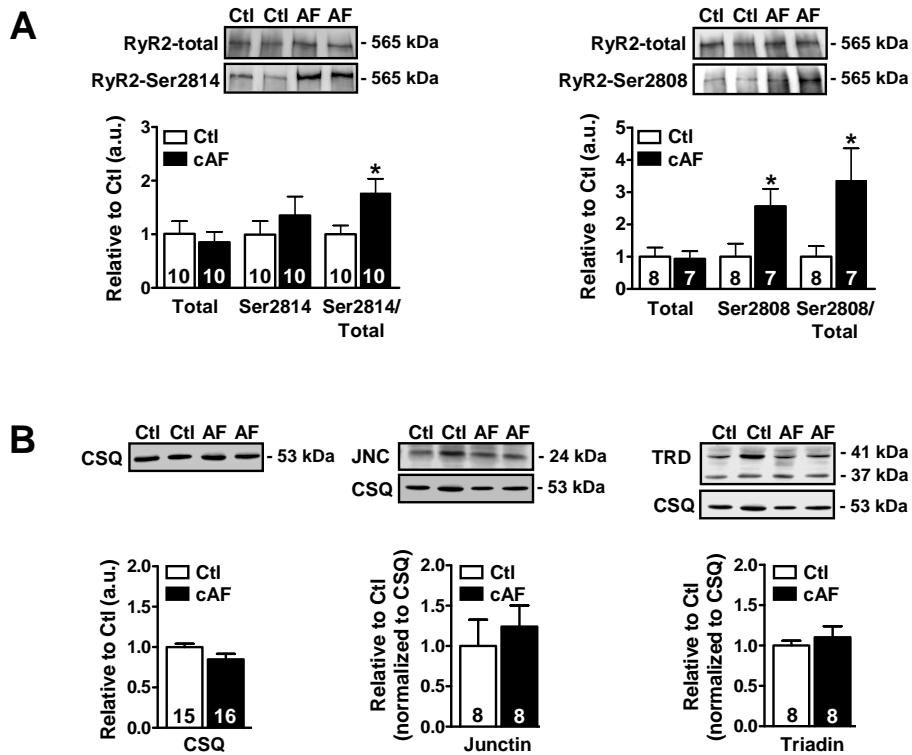 A
Ctl Ctl AF AF
RyR2-total - 565 kDa
RyR2-Ser2814 - 565 kDa
Relative to Ctl (a.u.)
3
2
1
0
Ctl
cAF
*
10 10 10 10 10 10
Total Ser2814 Ser2814/
Total
Ctl Ctl AF AF
RyR2-total - 565 kDa
RyR2-Ser2808 - 565 kDa
Relative to Ctl (a.u.)
5
4
3
2
1
0
Ctl
cAF
* *
8 7 8 7 8 7
Total Ser2808 Ser2808/
Total
B
Ctl Ctl AF AF
CSQ - 53 kDa
Relative to Ctl (a.u.)
2.0
1.5
1.0
0.5
0.0
Ctl
cAF
15 16
CSQ
Ctl Ctl AF AF
JNC - 24 kDa
CSQ - 53 kDa
Relative to Ctl
(normalized to CSQ)
2.0
1.5
1.0
0.5
0.0
Ctl
cAF
8 8
Junctin
Ctl Ctl AF AF
TRD - 41 kDa
- 37 kDa
CSQ - 53 kDa
Relative to Ctl
(normalized to CSQ)
2.0
1.5
1.0
0.5
0.0
Ctl
cAF
8 8
Triadin